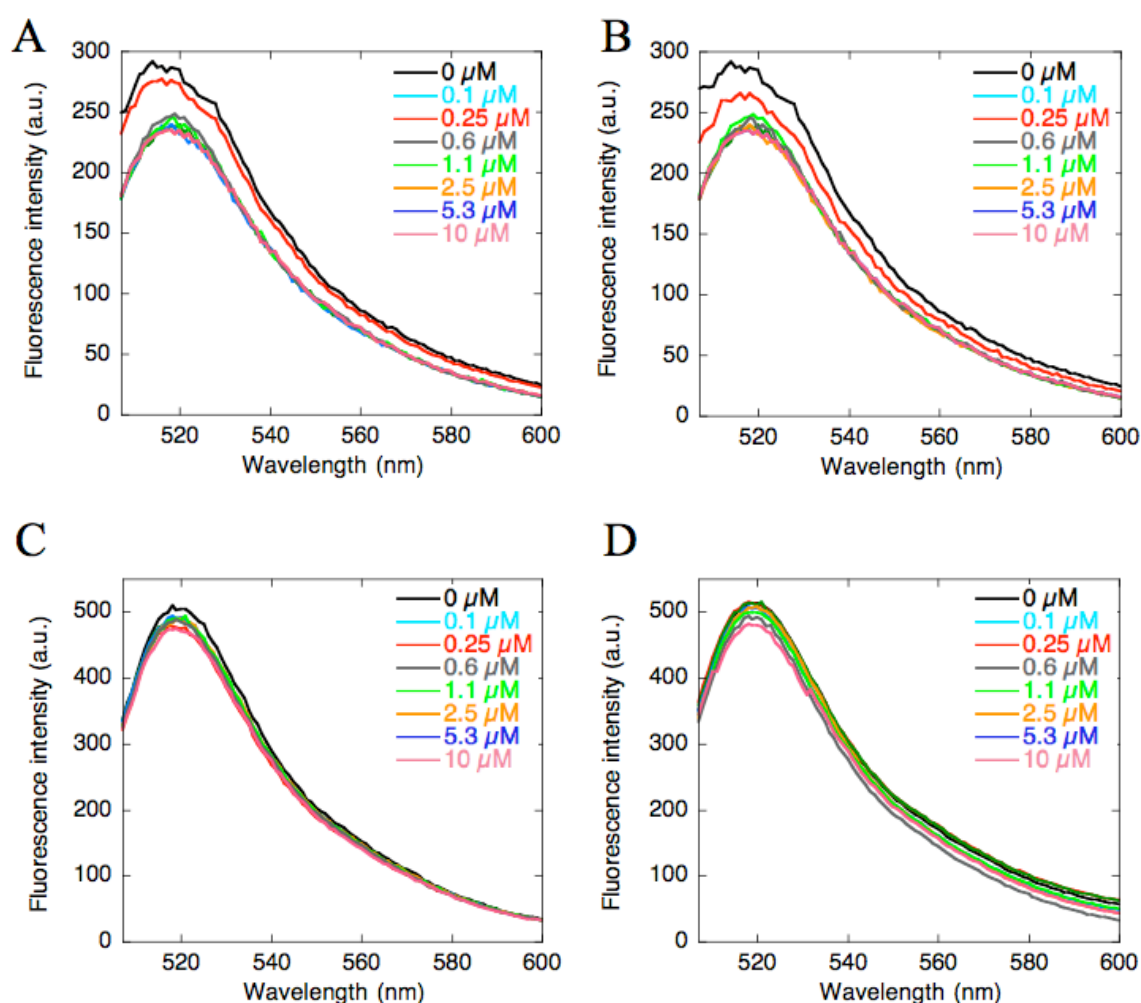 A
Fluorescence intensity (a.u.)
300
250
200
150
100
50
0
0 µM
0.1 µM
0.25 µM
0.6 µM
1.1 µM
2.5 µM
5.3 µM
10 µM
520
540
560
580
600
Wavelength (nm)
B
Fluorescence intensity (a.u.)
300
250
200
150
100
50
0
0 µM
0.1 µM
0.25 µM
0.6 µM
1.1 µM
2.5 µM
5.3 µM
10 µM
520
540
560
580
600
Wavelength (nm)
C
Fluorescence intensity (a.u.)
500
400
300
200
100
0
0 µM
0.1 µM
0.25 µM
0.6 µM
1.1 µM
2.5 µM
5.3 µM
10 µM
520
540
560
580
600
Wavelength (nm)
D
Fluorescence intensity (a.u.)
500
400
300
200
100
0
0 µM
0.1 µM
0.25 µM
0.6 µM
1.1 µM
2.5 µM
5.3 µM
10 µM
520
540
560
580
600
Wavelength (nm)